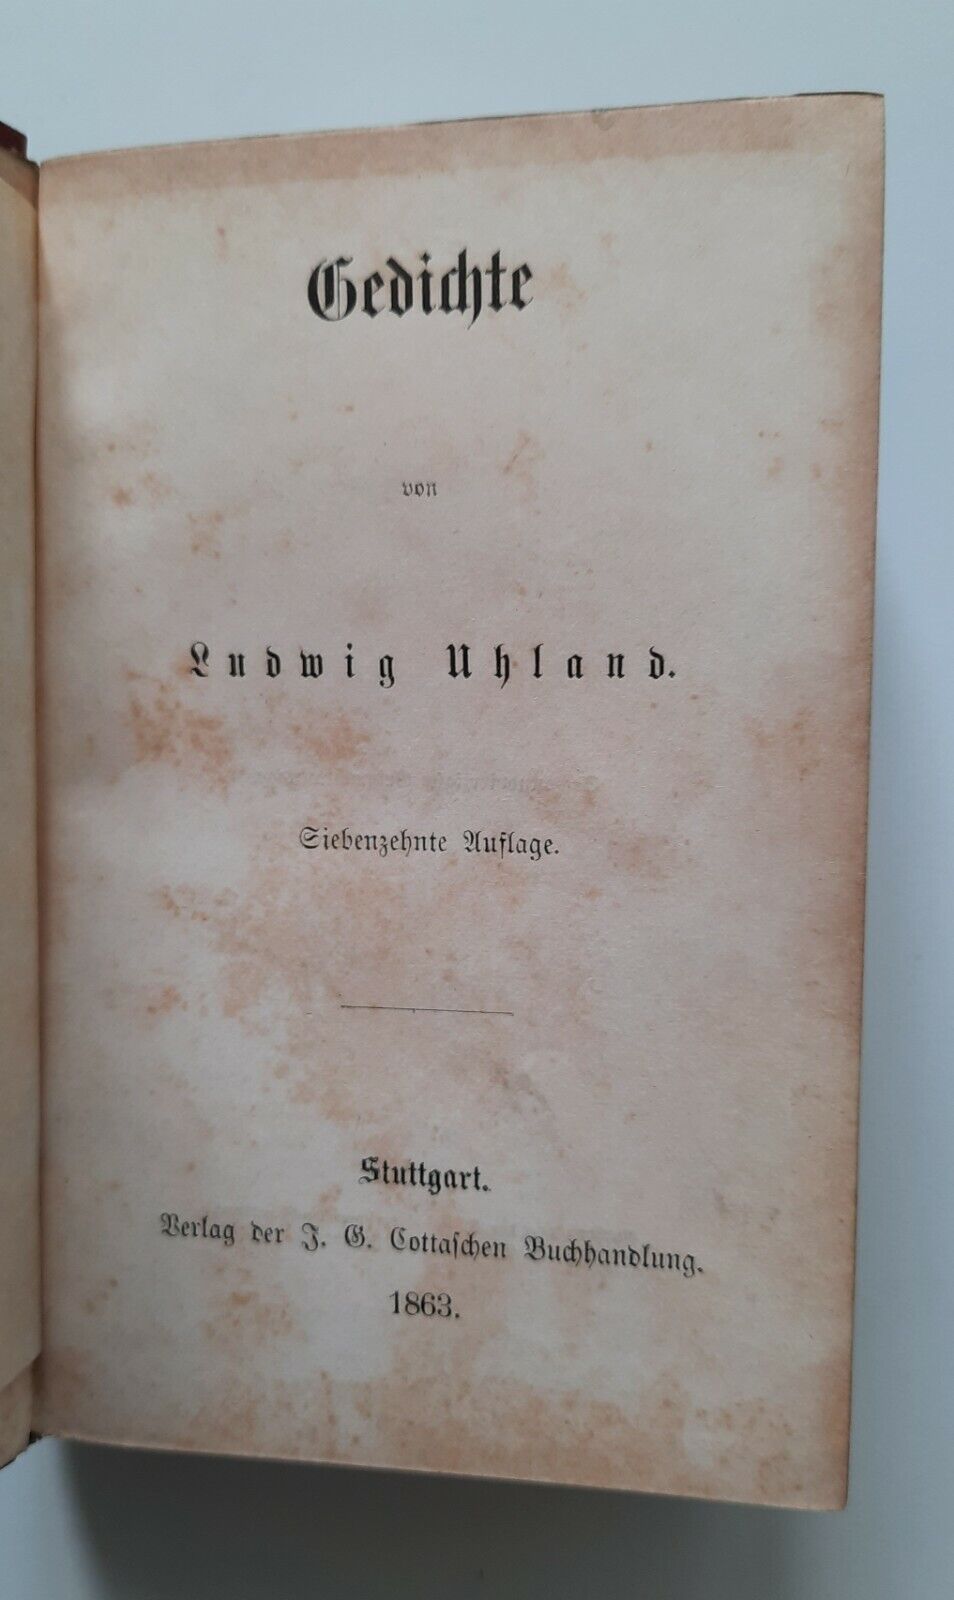 Gedichte
von
Ludwig Uhland.
Siebenzehnte Auflage.
Stuttgart.
Verlag der J. G. Cottaschen Buchhandlung.
1863.